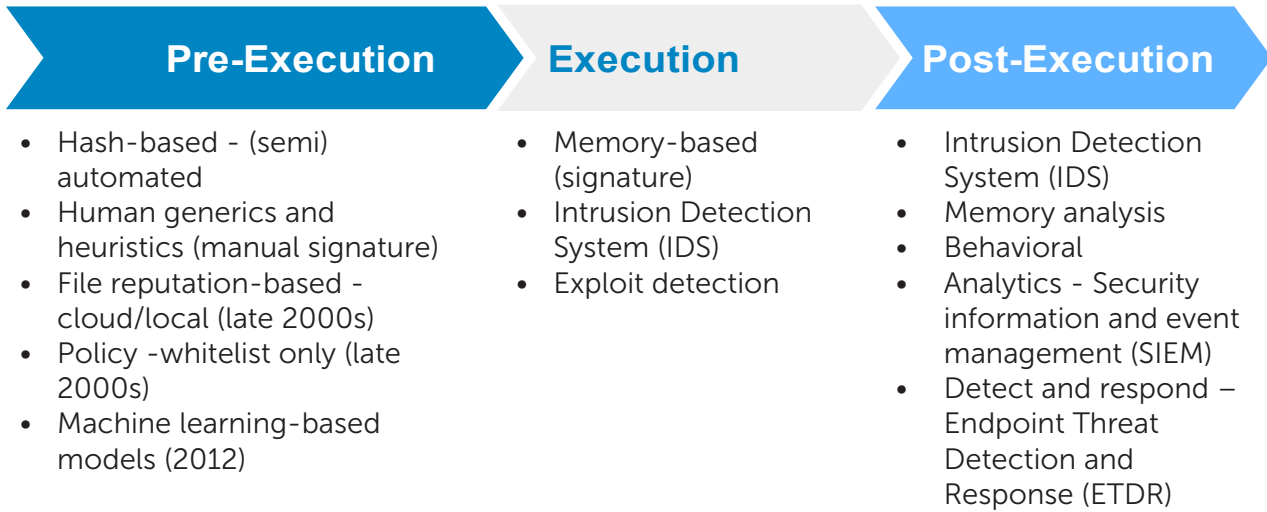 Pre-Execution
Execution
Post-Execution
• Hash-based - (semi)
automated
• Human generics and
heuristics (manual signature)
• File reputation-based -
cloud/local (late 2000s)
• Policy -whitelist only (late
2000s)
• Machine learning-based
models (2012)
• Memory-based
(signature)
• Intrusion Detection
System (IDS)
• Exploit detection
• Intrusion Detection
System (IDS)
• Memory analysis
• Behavioral
• Analytics - Security
information and event
management (SIEM)
• Detect and respond –
Endpoint Threat
Detection and
Response (ETDR)